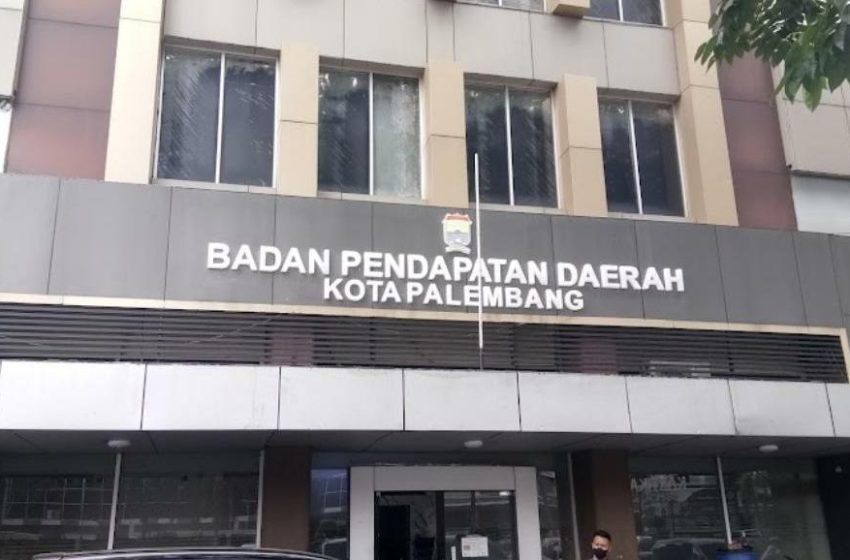 BADAN PENDAPATAN DAERAH
KOTA PALEMBANG